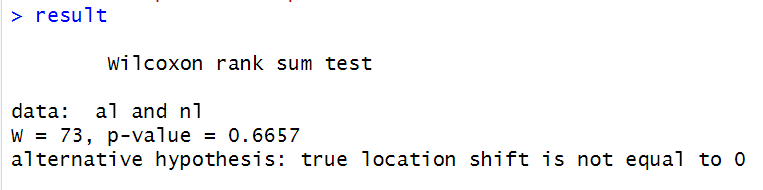 > result
Wilcoxon rank sum test
data:  al and nl
W = 73, p-value = 0.6657
alternative hypothesis: true location shift is not equal to 0